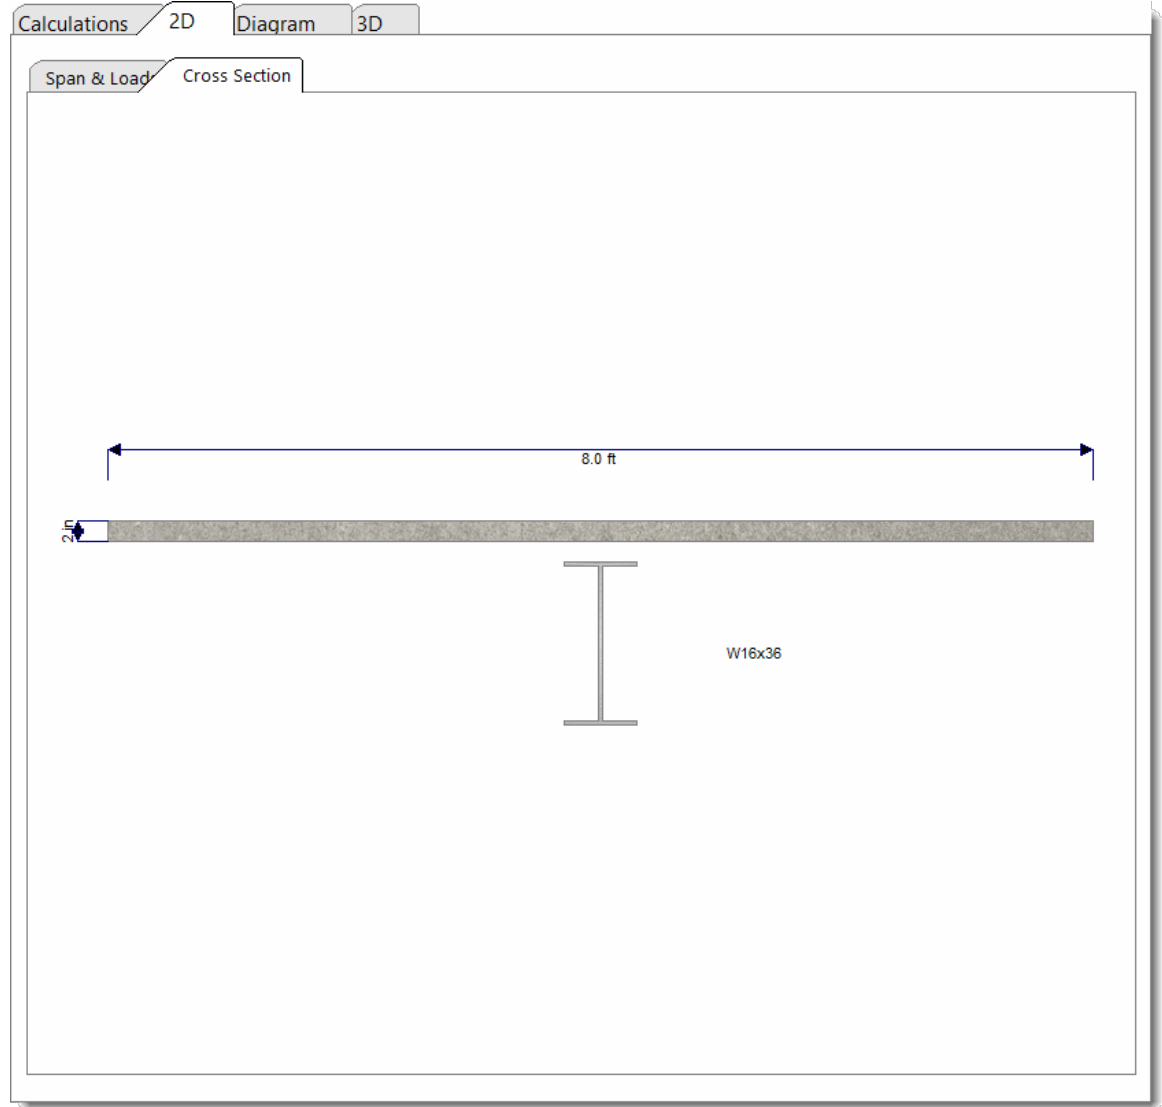 Calculations 2D Diagram 3D
Span & Load Cross Section
8.0 ft
2 in
W16x36